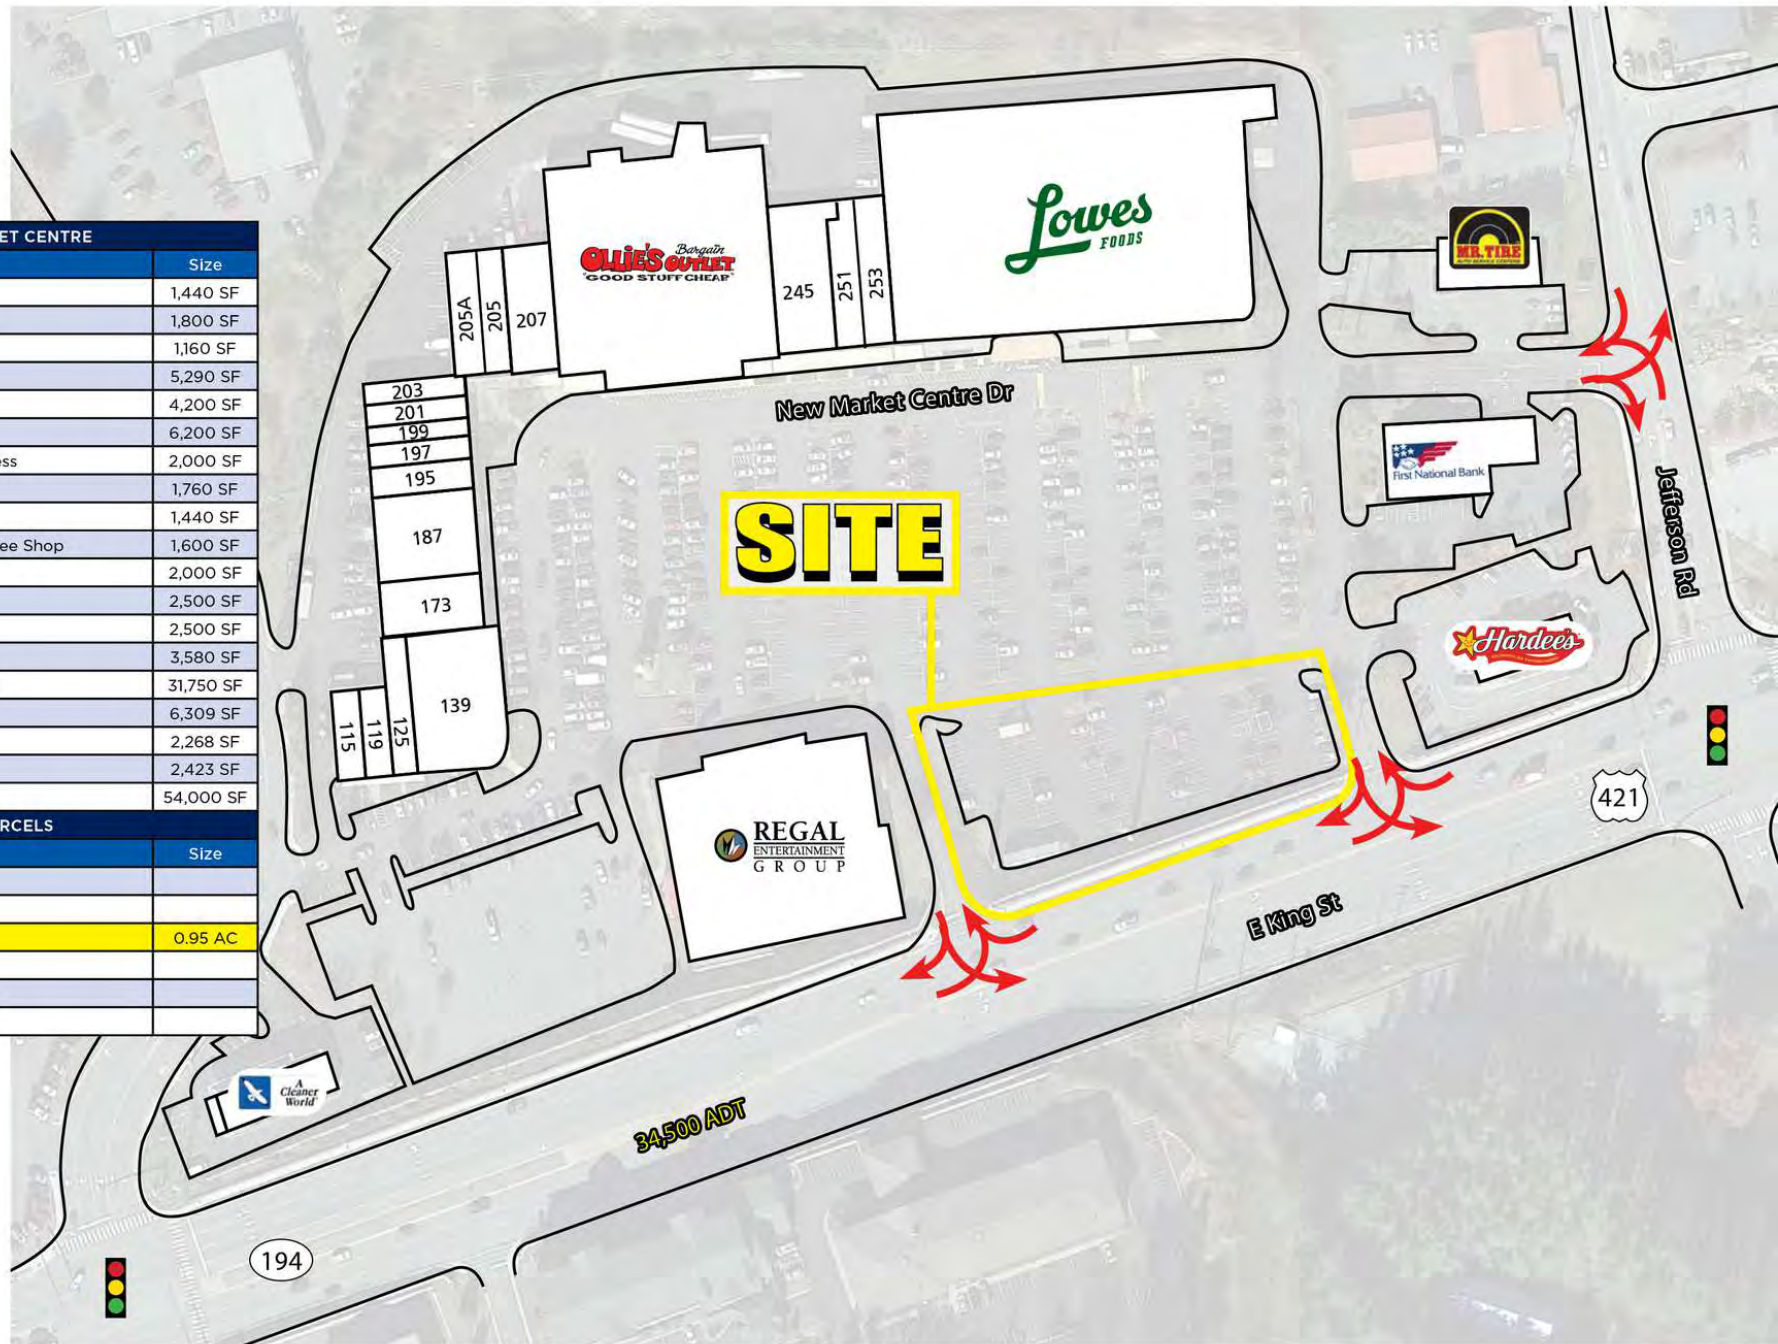 ET CENTRE
Size
1,440 SF
1,800 SF
1,160 SF
5,290 SF
4,200 SF
6,200 SF
ess 2,000 SF
1,760 SF
1,440 SF
ee Shop 1,600 SF
2,000 SF
2,500 SF
2,500 SF
3,580 SF
31,750 SF
6,309 SF
2,268 SF
2,423 SF
54,000 SF
RCELS
Size
0.95 AC
205A
205
207
OLLIE'S Bargain OUTLET
"GOOD STUFF CHEAP"
245
251
253
Lowes
FOODS
MR. TIRE
AUTO SERVICE CENTERS
203
201
199
197
195
187
173
139
125
119
115
New Market Centre Dr
SITE
First National Bank
Jefferson Rd
Hardee's
REGAL
ENTERTAINMENT
GROUP
421
E King St
A
Cleaner
World
34,500 ADT
194